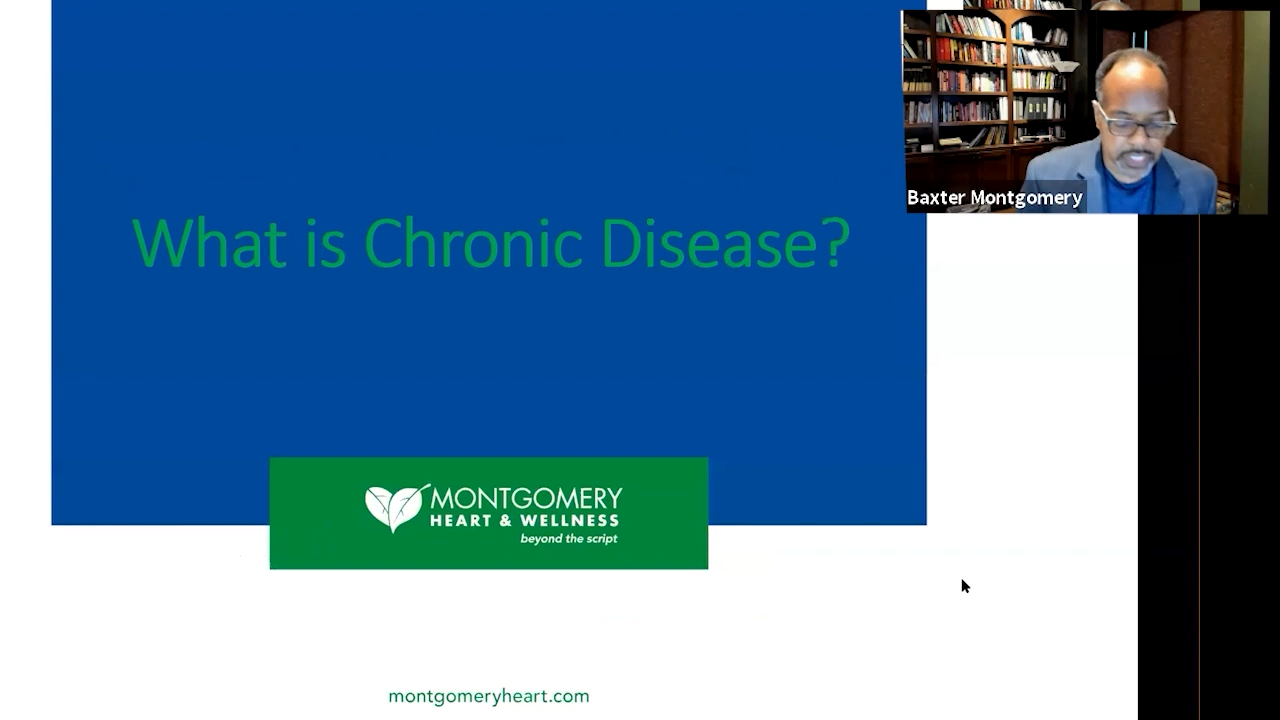 What is Chronic Disease?
Baxter Montgomery
MONTGOMERY
HEART & WELLNESS
beyond the script
montgomeryheart.com